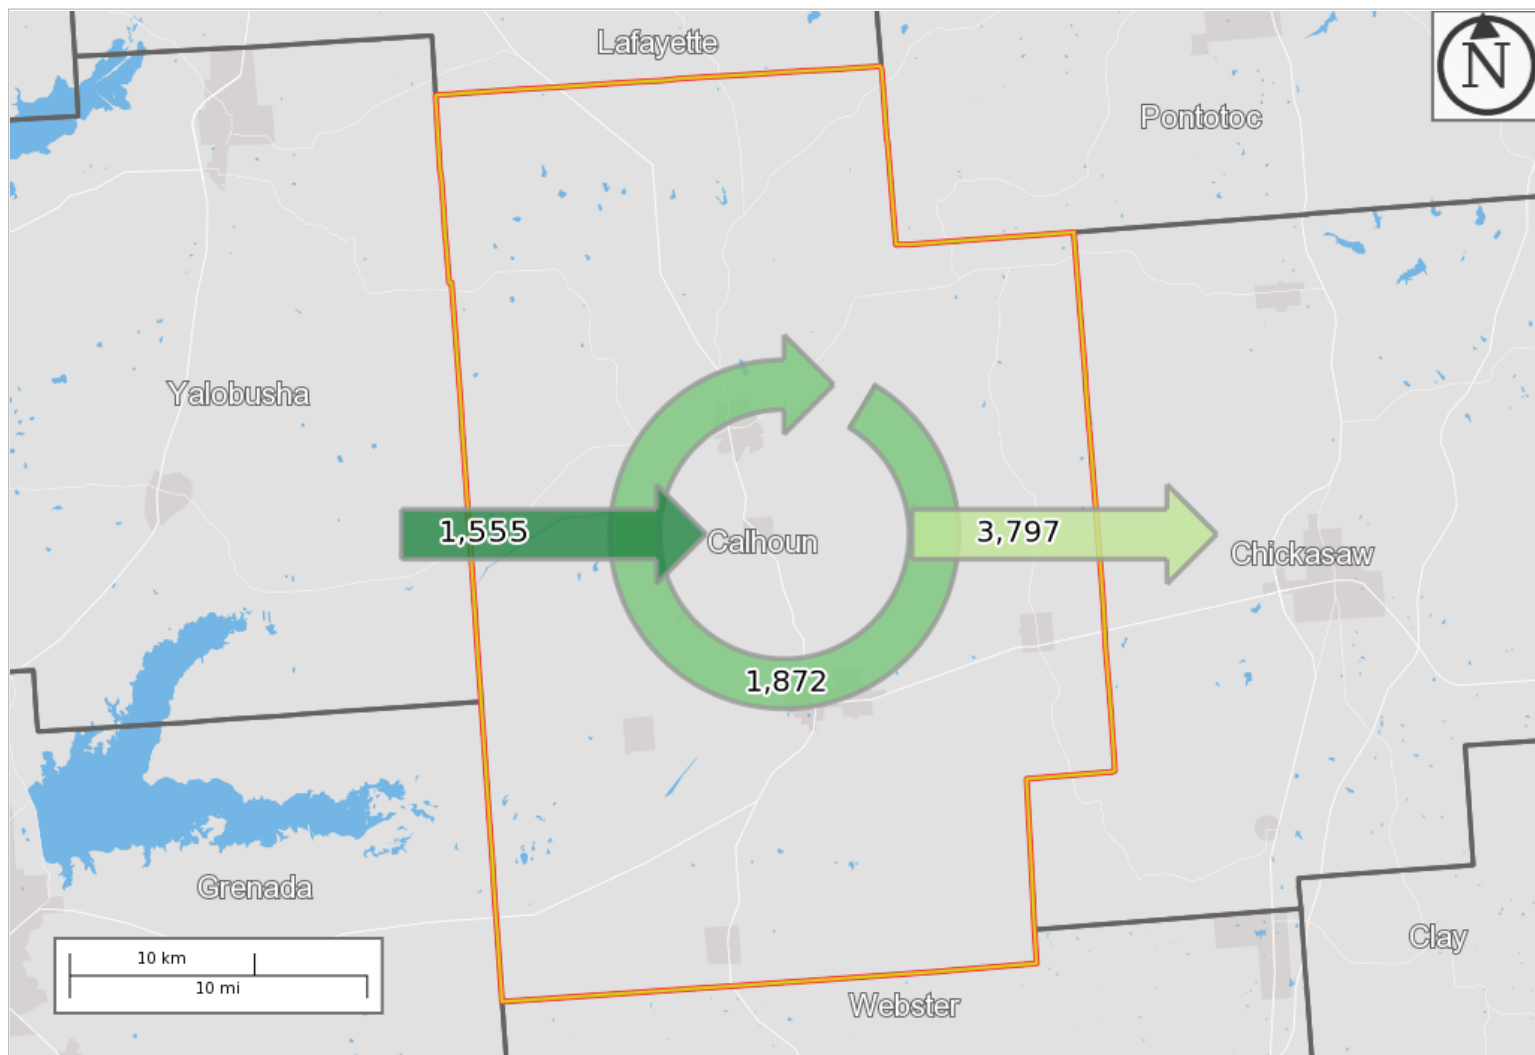 Lafayette
N
Pontotoc
Yalobusha
1,555
Calhoun
3,797
Chickasaw
1,872
Grenada
Clay
10 km
10 mi
Webster